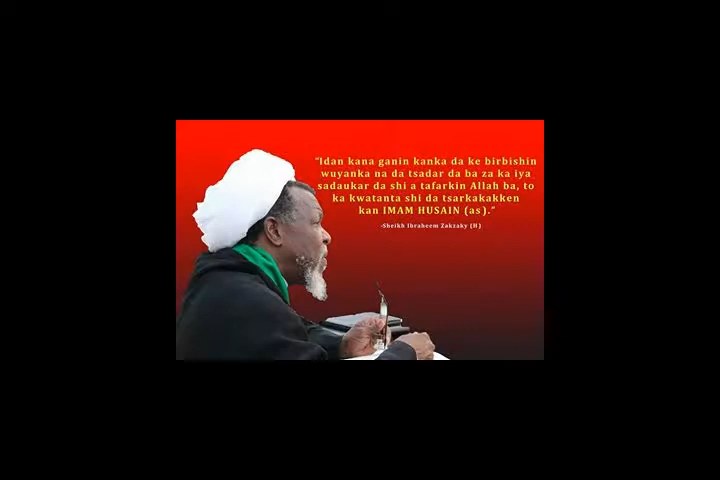 “Idan kana ganin kanka da ke birbishin
wuyanka na da tsadar da ba za ka iya
sadaukar da shi a tafarkin Allah ba, to
ka kwatanta shi da tsarkakakken
kan IMAM HUSAIN (as).”
-Sheikh Ibraheem Zakzaky (H)